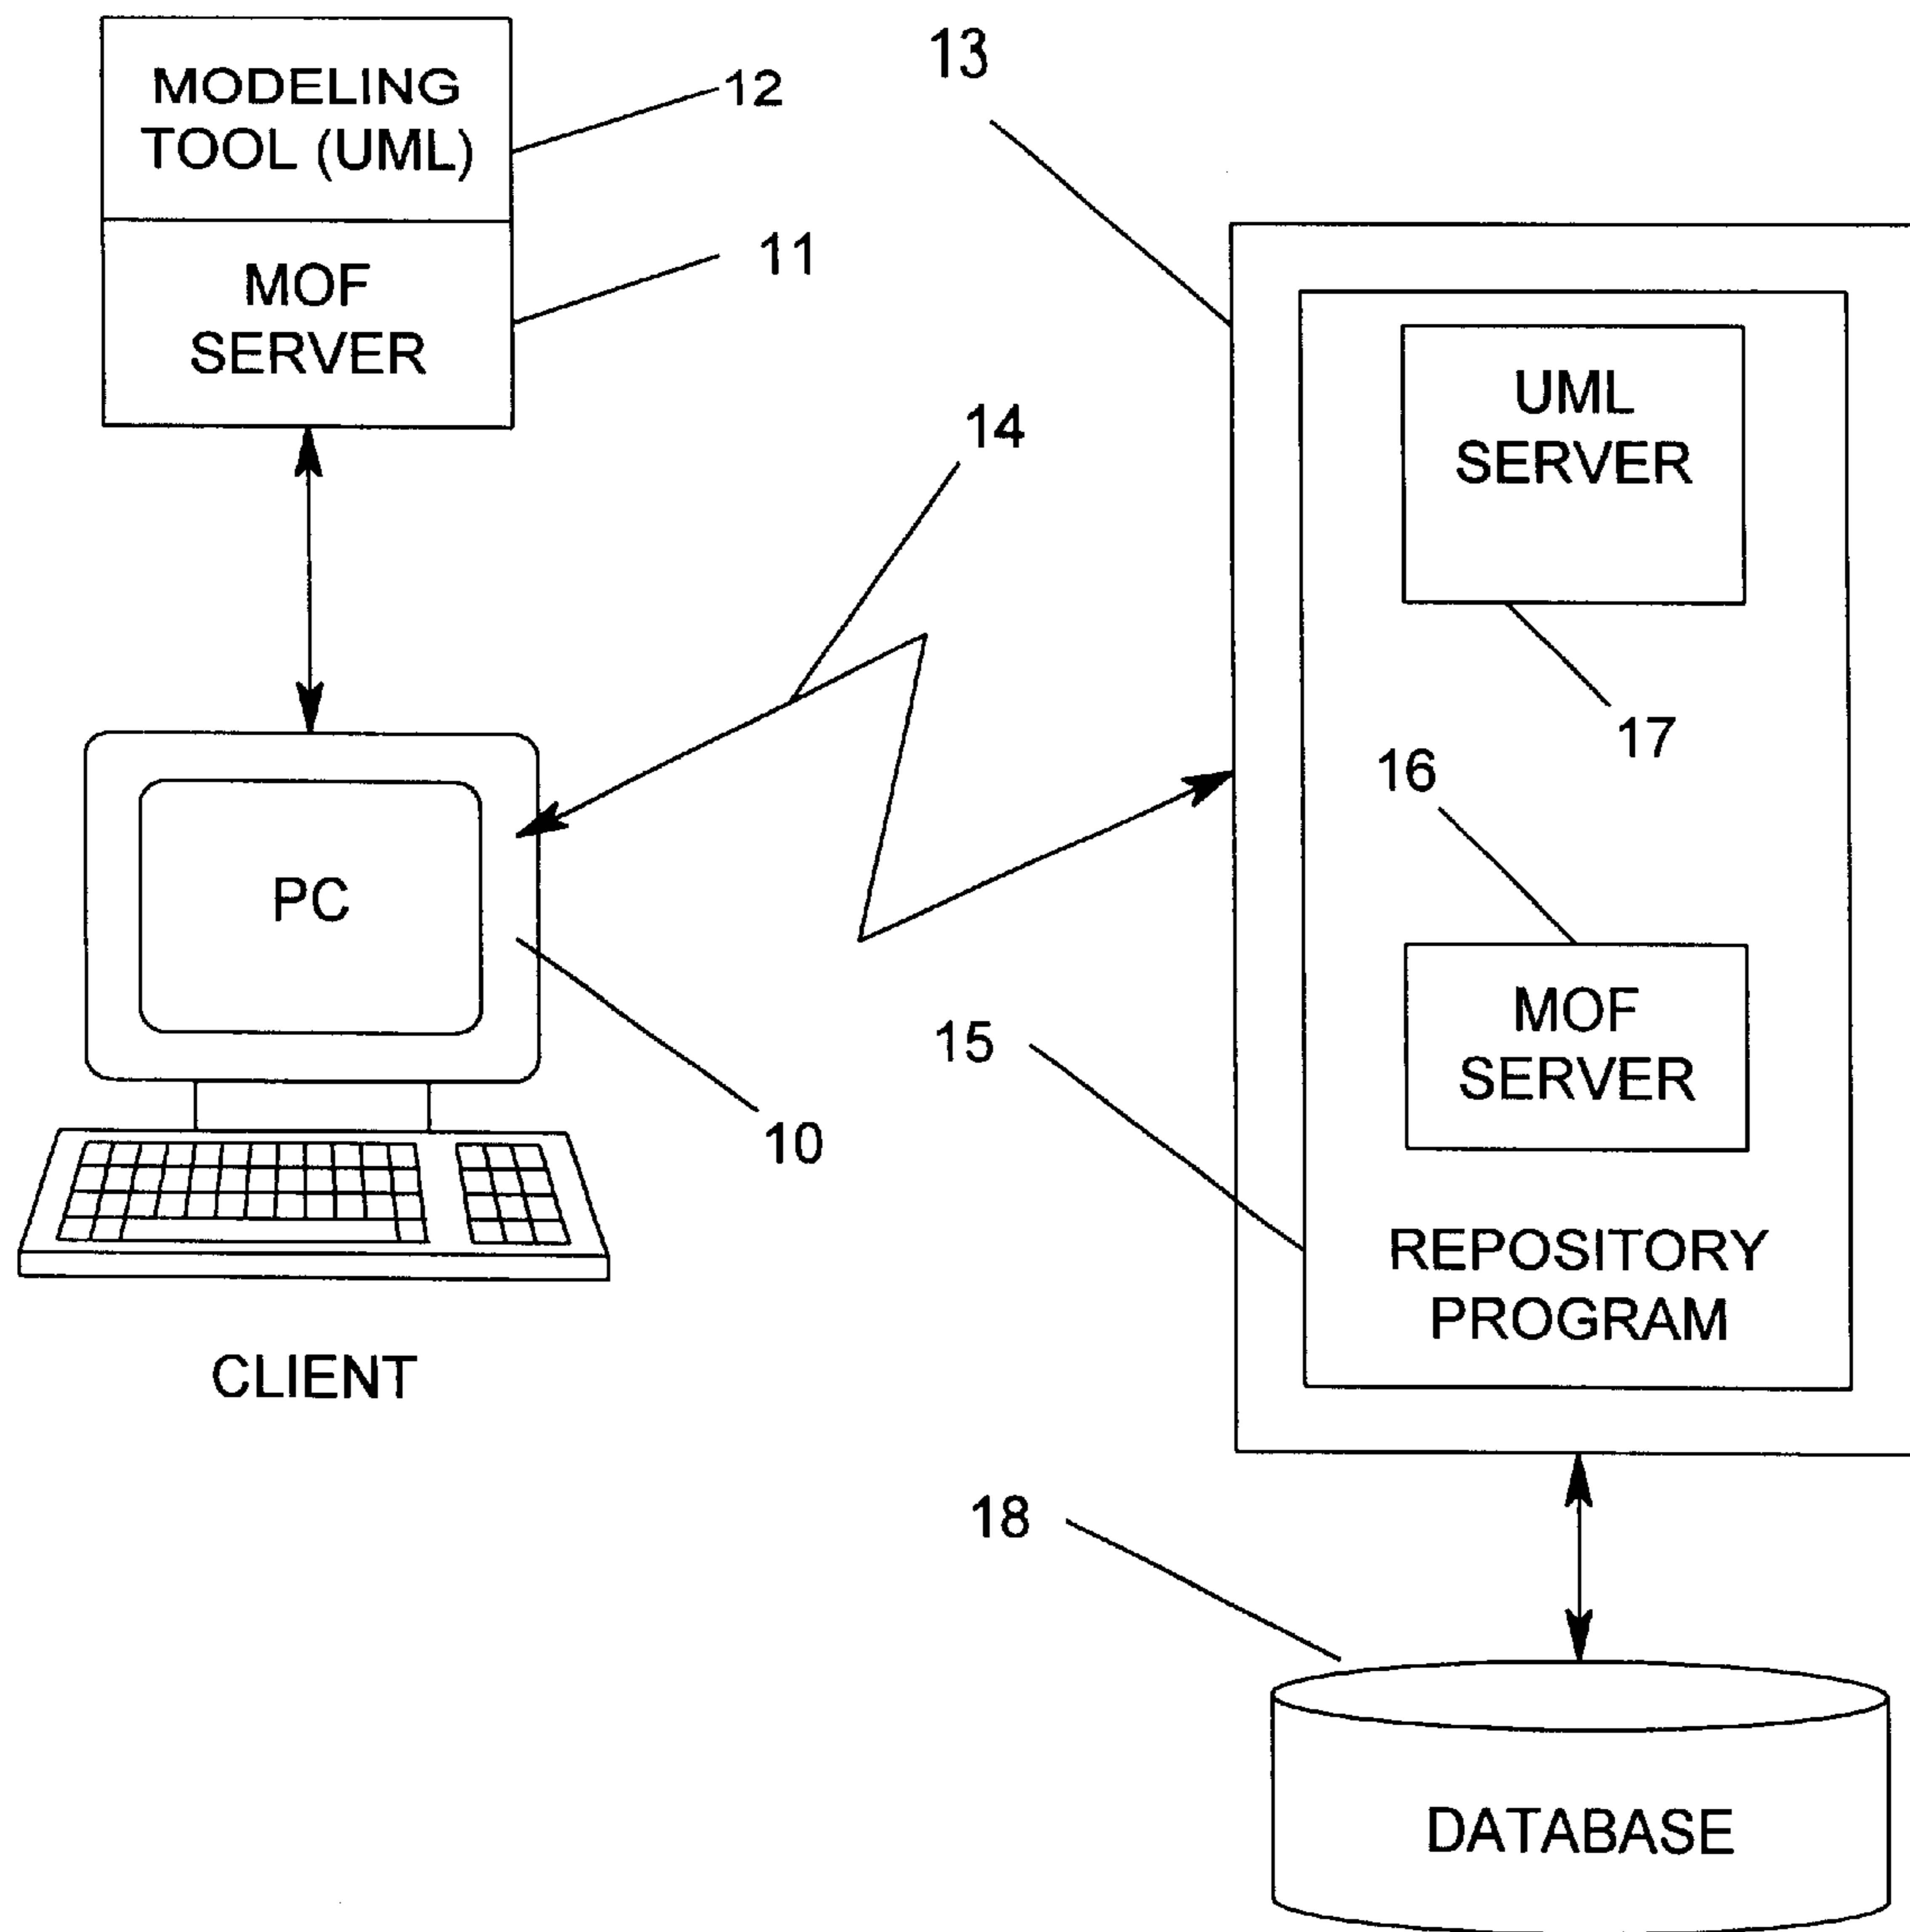 MODELING
TOOL (UML)
12
MOF
SERVER
11
13
14
UML
SERVER
17
16
MOF
SERVER
15
REPOSITORY
PROGRAM
PC
10
CLIENT
18
DATABASE